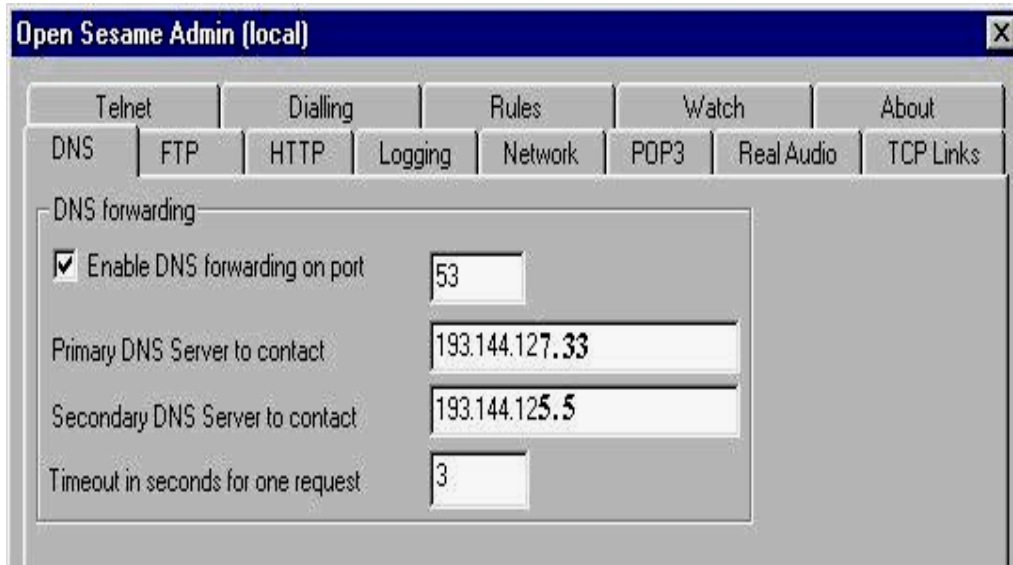 Open Sesame Admin (local)
Telnet Dialling Rules Watch About
DNS FTP HTTP Logging Network POP3 Real Audio TCP Links
DNS forwarding
Enable DNS forwarding on port 53
Primary DNS Server to contact 193.144.127.33
Secondary DNS Server to contact 193.144.125.5
Timeout in seconds for one request 3